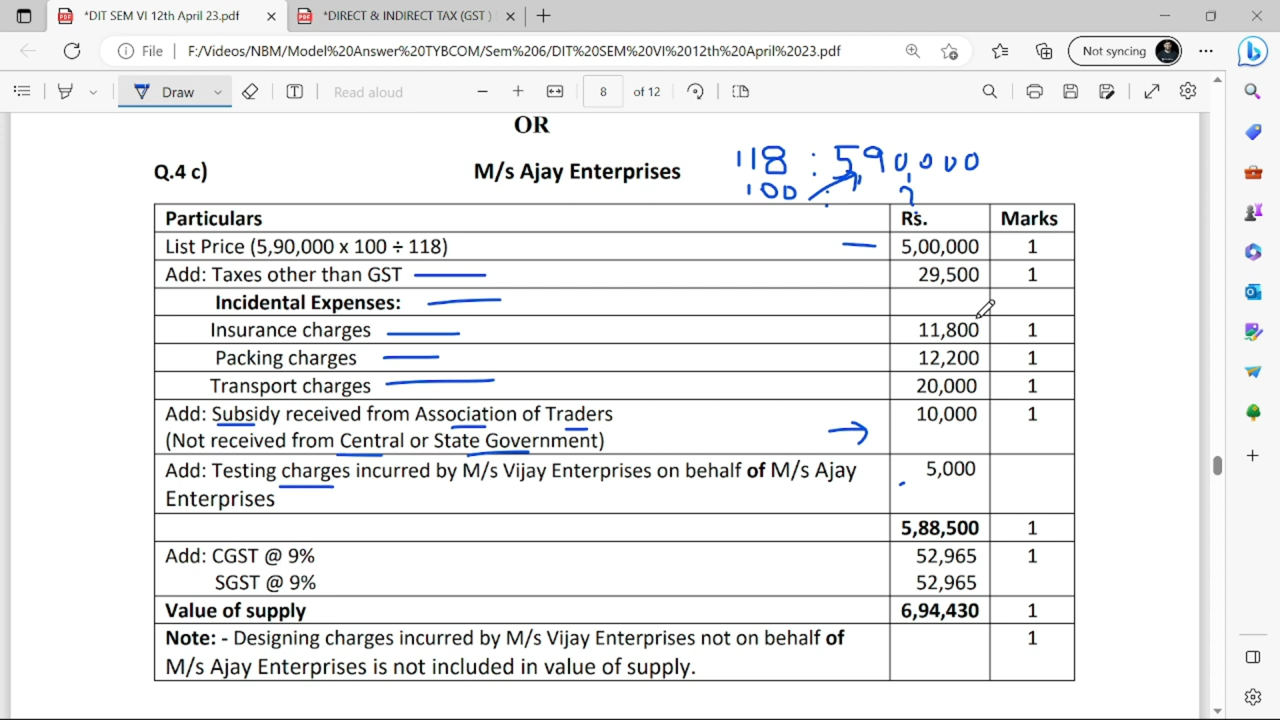 *DIT SEM VI 12th April 23.pdf
*DIRECT & INDIRECT TAX (GST )
File F:/Videos/NBM/Model%20Answer%20TYBCOM/Sem%206/DIT%20SEM%20VI%2012th%20April%2023.pdf Not syncing
Draw Read aloud 8 of 12
OR
118 : 590,000
100 : ?
Q.4 c) M/s Ajay Enterprises
Particulars Rs. Marks
List Price (5,90,000 x 100 ÷ 118) 5,00,000 1
Add: Taxes other than GST 29,500 1
Incidental Expenses:
Insurance charges 11,800 1
Packing charges 12,200 1
Transport charges 20,000 1
Add: Subsidy received from Association of Traders 10,000 1
(Not received from Central or State Government)
Add: Testing charges incurred by M/s Vijay Enterprises on behalf of M/s Ajay 5,000
Enterprises
5,88,500 1
Add: CGST @ 9% 52,965 1
SGST @ 9% 52,965
Value of supply 6,94,430 1
Note: - Designing charges incurred by M/s Vijay Enterprises not on behalf of 1
M/s Ajay Enterprises is not included in value of supply.